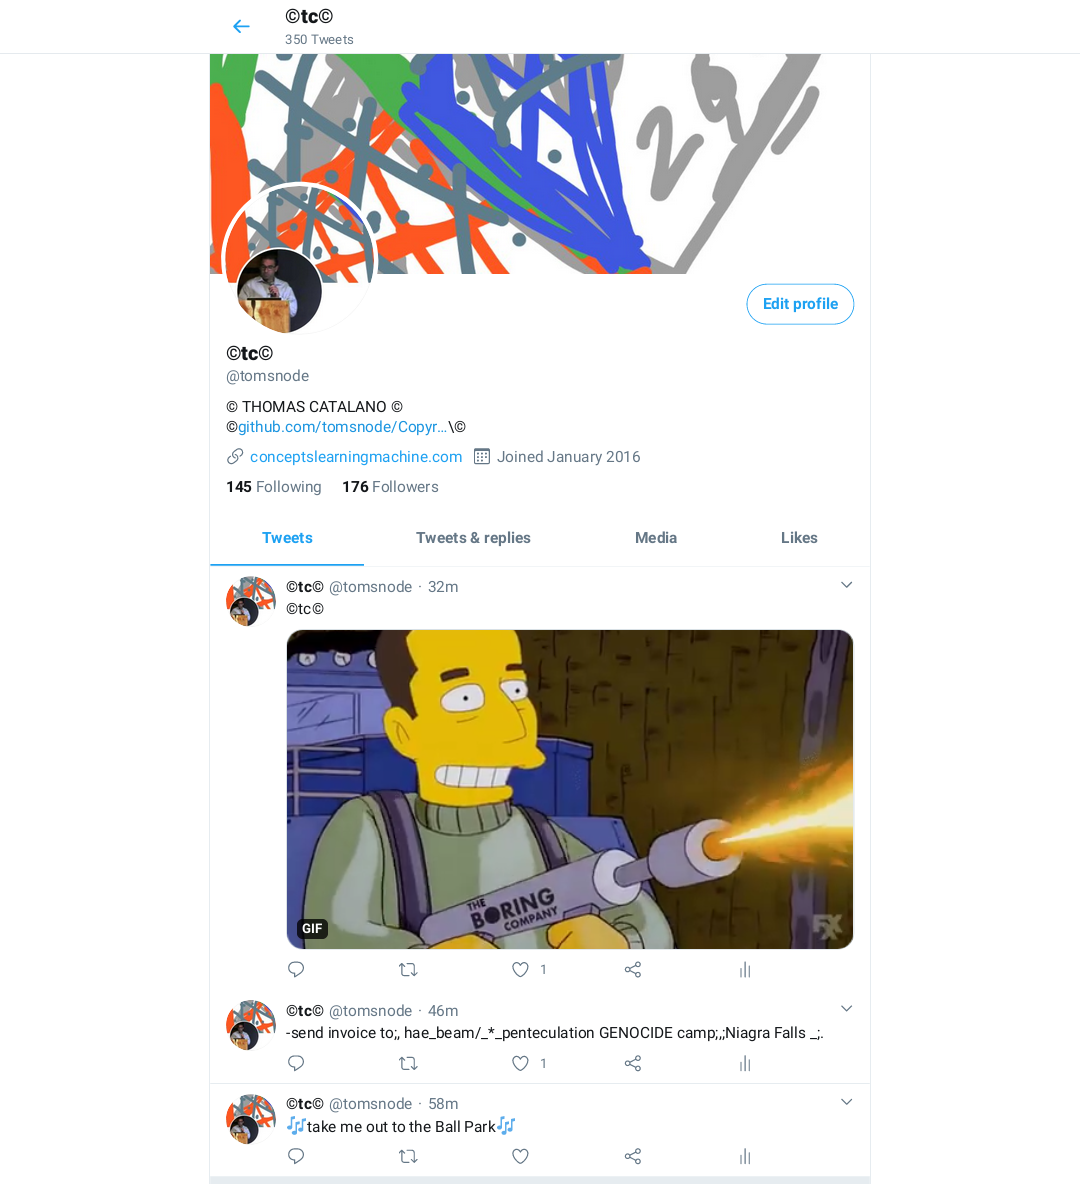 ©tc©
350 Tweets
29
Edit profile
©tc©
@tomsnode
© THOMAS CATALANO ©
©github.com/tomsnode/Copyr…\©
conceptslearningmachine.com Joined January 2016
145 Following 176 Followers
Tweets Tweets & replies Media Likes
©tc© @tomsnode · 32m
©tc©
THE
BORING
COMPANY
GIF
FX
1
©tc© @tomsnode · 46m
-send invoice to;, hae_beam/_*_penteculation GENOCIDE camp;,;Niagra Falls _;.
1
©tc© @tomsnode · 58m
🎶take me out to the Ball Park🎶